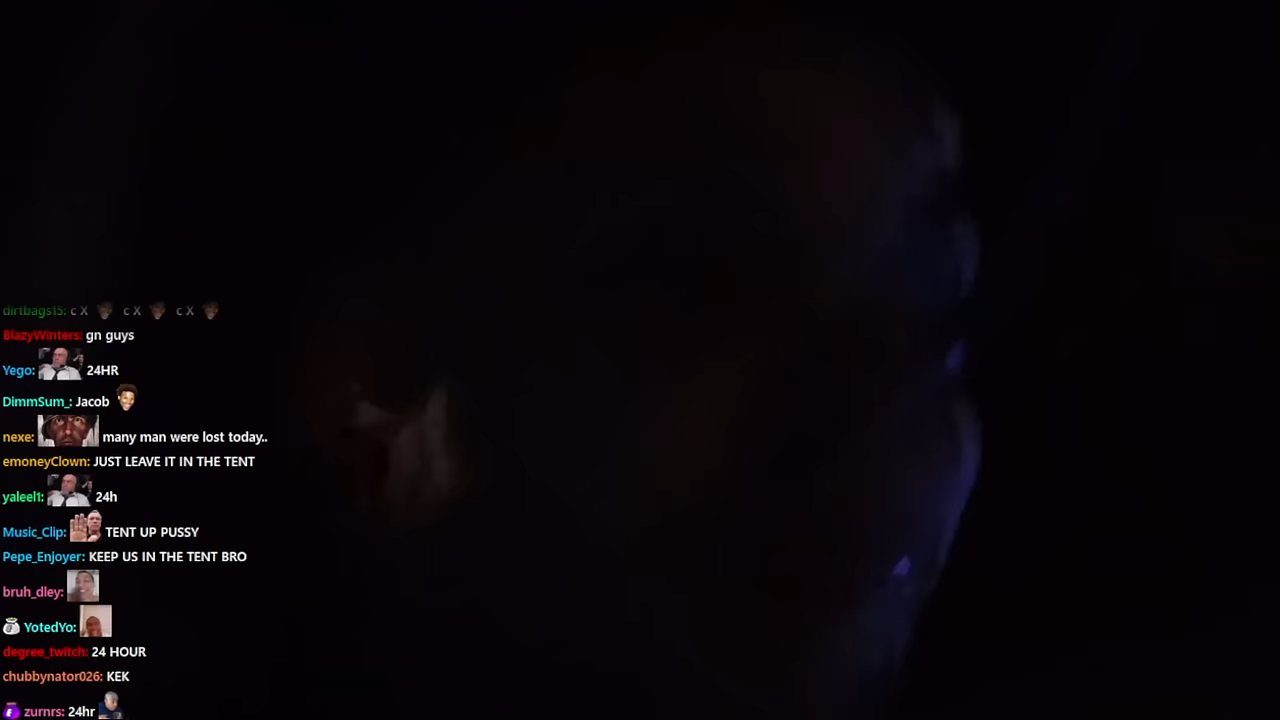 dirtbags15: c X c X c X
BlazyWinters: gn guys
Yego: 24HR
DimmSum_: Jacob
nexe: many man were lost today..
emoneyClown: JUST LEAVE IT IN THE TENT
yaleel1: 24h
Music_Clip: TENT UP PUSSY
Pepe_Enjoyer: KEEP US IN THE TENT BRO
bruh_dley:
YotedYo:
degree_twitch: 24 HOUR
chubbynator026: KEK
zurnrs: 24hr